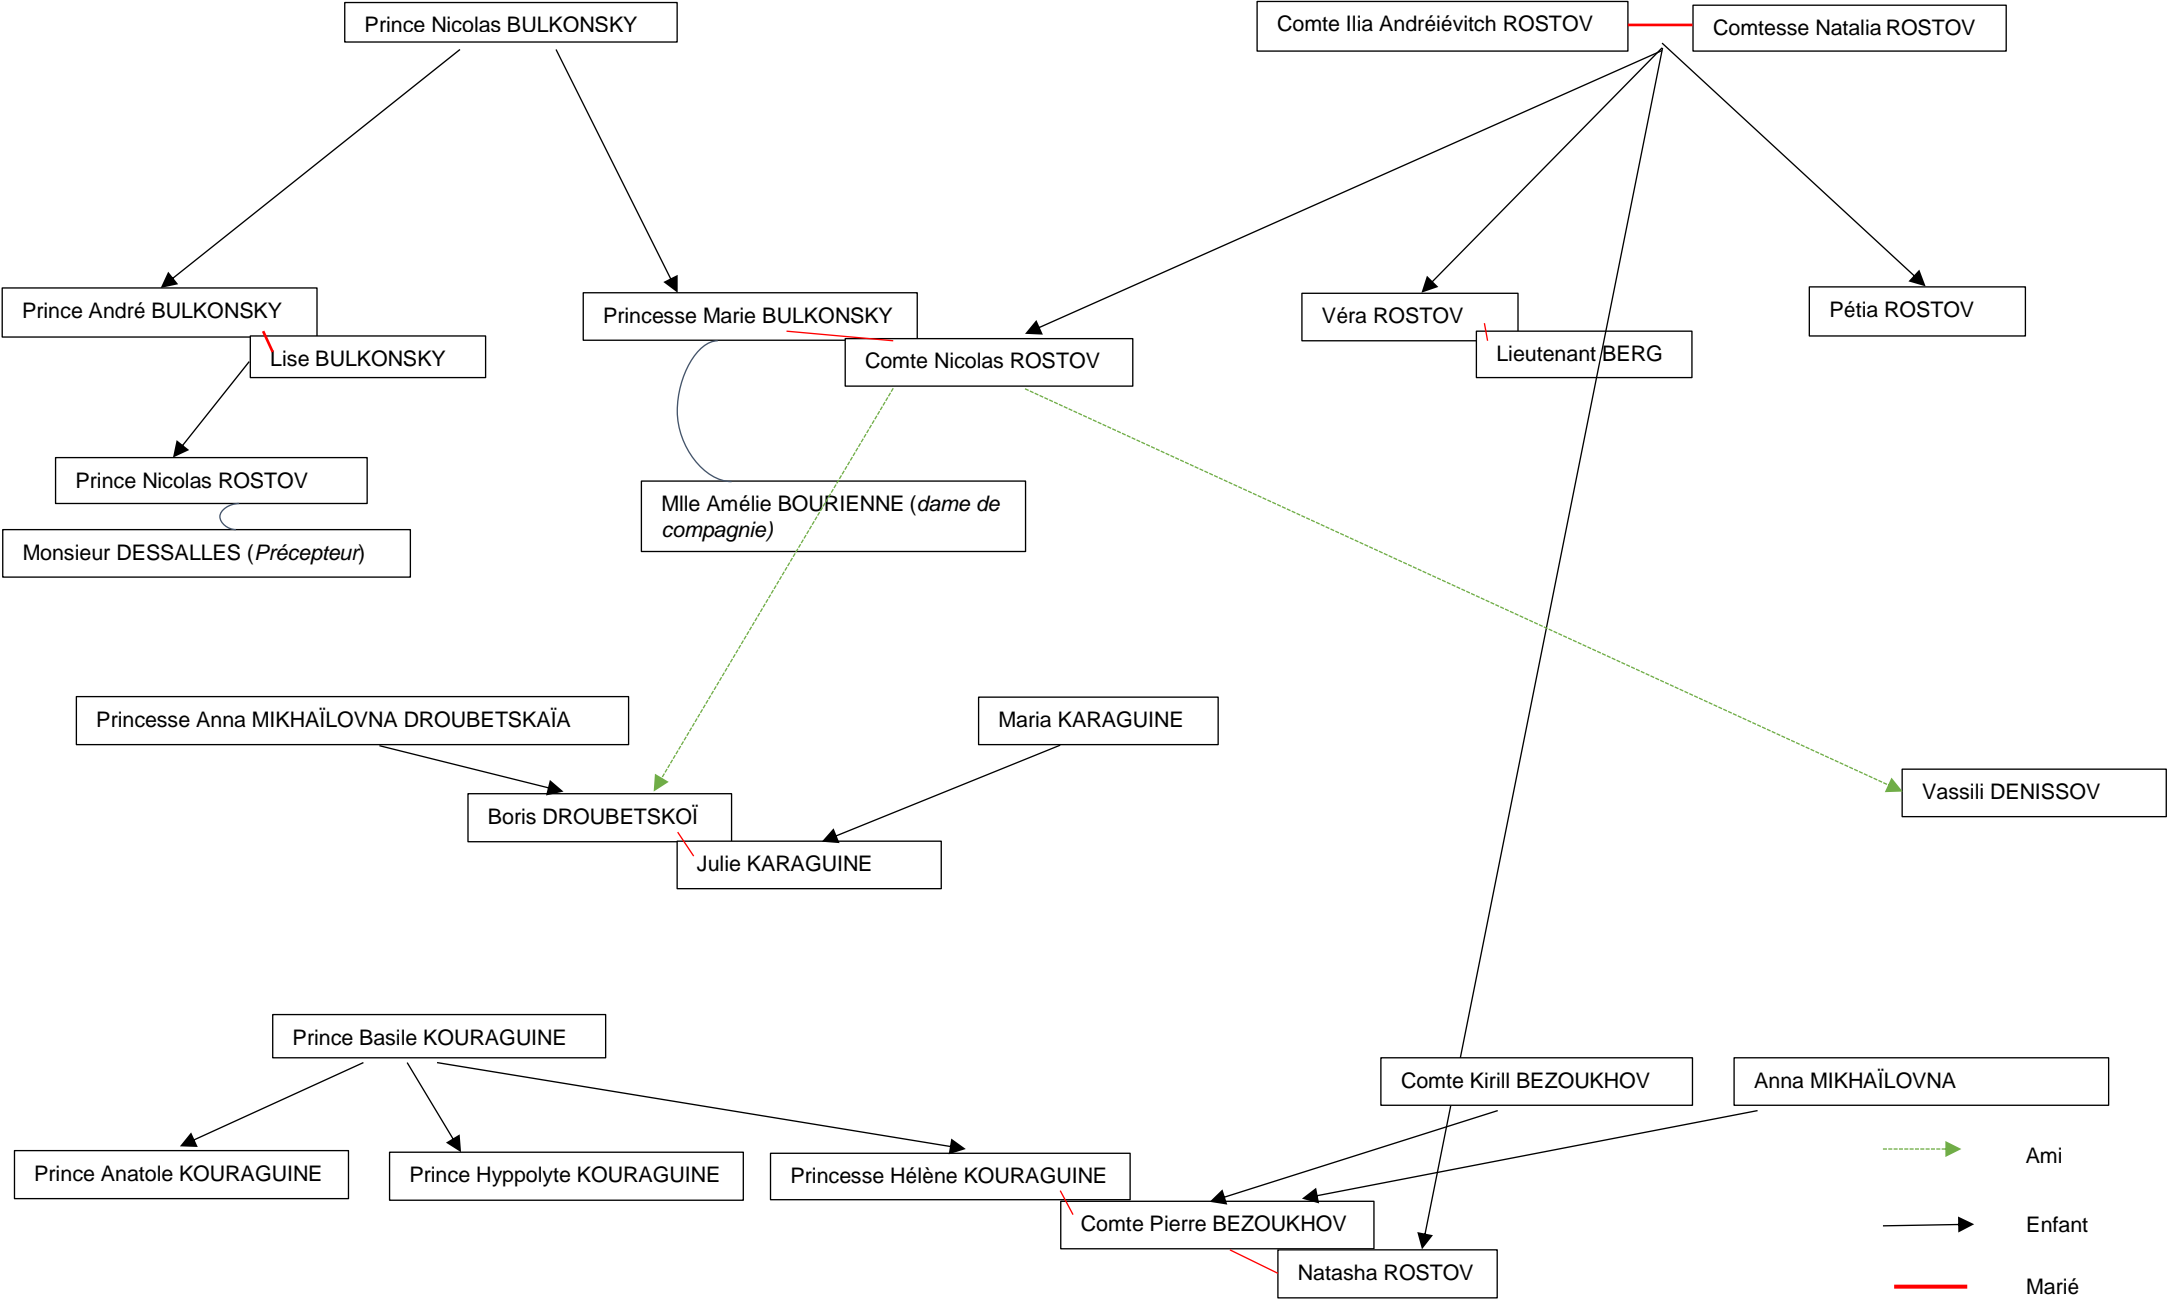 Prince Nicolas BULKONSKY
Comte Ilia Andréiévitch ROSTOV
Comtesse Natalia ROSTOV
Prince André BULKONSKY
Lise BULKONSKY
Princesse Marie BULKONSKY
Comte Nicolas ROSTOV
Véra ROSTOV
Lieutenant BERG
Pétia ROSTOV
Prince Nicolas ROSTOV
Monsieur DESSALLES (Précepteur)
Mlle Amélie BOURIENNE (dame de
compagnie)
Princesse Anna MIKHAÏLOVNA DROUBETSKAÏA
Maria KARAGUINE
Boris DROUBETSKOÏ
Julie KARAGUINE
Vassili DENISSOV
Prince Basile KOURAGUINE
Comte Kirill BEZOUKHOV
Anna MIKHAÏLOVNA
Prince Anatole KOURAGUINE
Prince Hyppolyte KOURAGUINE
Princesse Hélène KOURAGUINE
Comte Pierre BEZOUKHOV
Natasha ROSTOV
Ami
Enfant
Marié